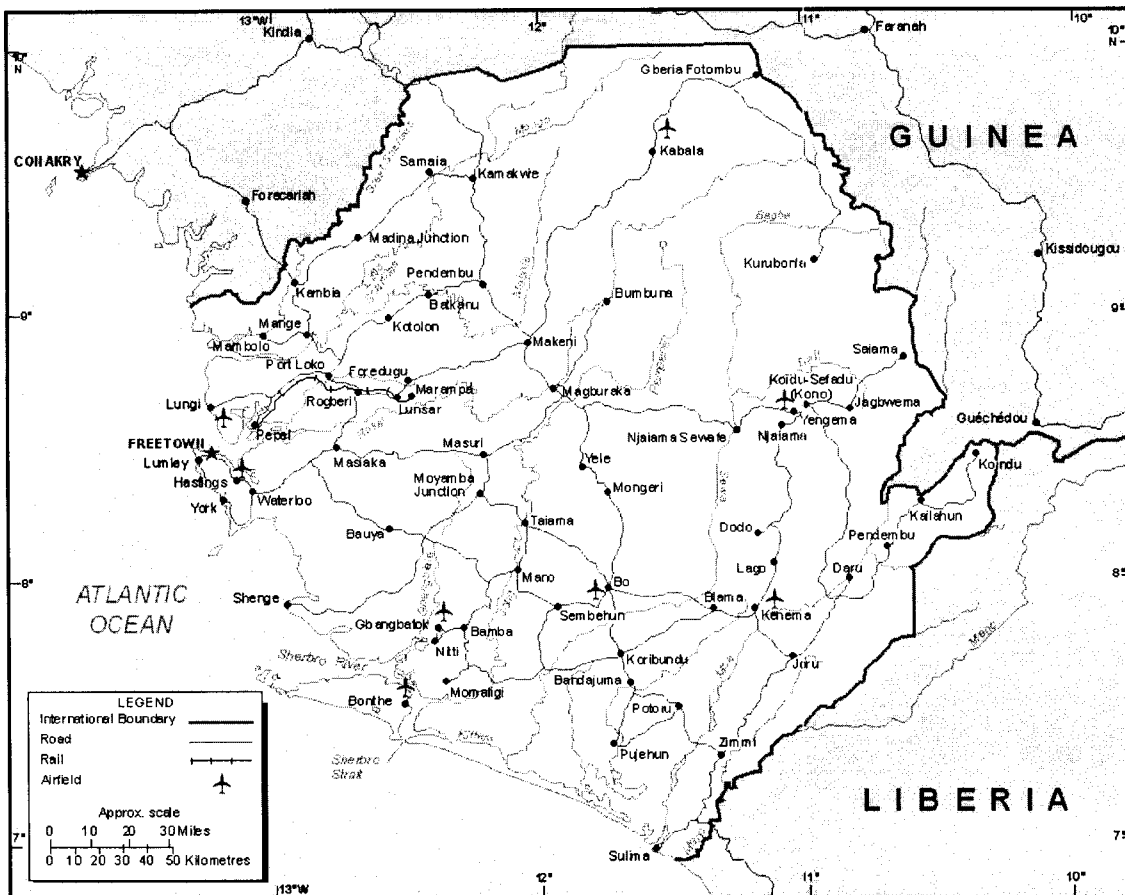 13°W
12°
11°
10°
10°
N
10°
N
Kindia
Faranah
Gberia Fotombu
GUINEA
CONAKRY
Kabala
Samaia
Kamakwie
Forecariah
Bagbe
Madina Junction
Kissidougou
Kurubonla
Pendembu
Kambia
Batkanu
Bumbuna
9°
9°
Mange
Kotolon
Mambolo
Makeni
Saiama
Port Loko
Foredugu
Koidu-Sefadu
(Kono)
Marampa
Magburaka
Lungi
Rogberi
Lunsar
Jagbwema
Yengema
Guéchédou
Pepel
Njaiama Sewafe
Njaiama
FREETOWN
Masuri
Lumley
Masiaka
Yele
Koindu
Hastings
Moyamba
Junction
Waterloo
Mongeri
York
Kailahun
Taiama
Bauya
Dodo
Pendembu
Lago
Daru
8°
8°
Mano
Bo
ATLANTIC
OCEAN
Shenge
Sembehun
Blama
Kenema
Gbangbatok
Bamba
Nitti
Sherbro River
Koribundu
Joru
Bandajuma
Momaligi
Bonthe
Potoru
Kittam
Zimmi
Pujehun
Sherbro
Strait
LEGEND
International Boundary
Road
Rail
Airfield
Approx. scale
0 10 20 30 Miles
0 10 20 30 40 50 Kilometres
LIBERIA
7°
7°
Sulima
13°W
12°
11°
10°